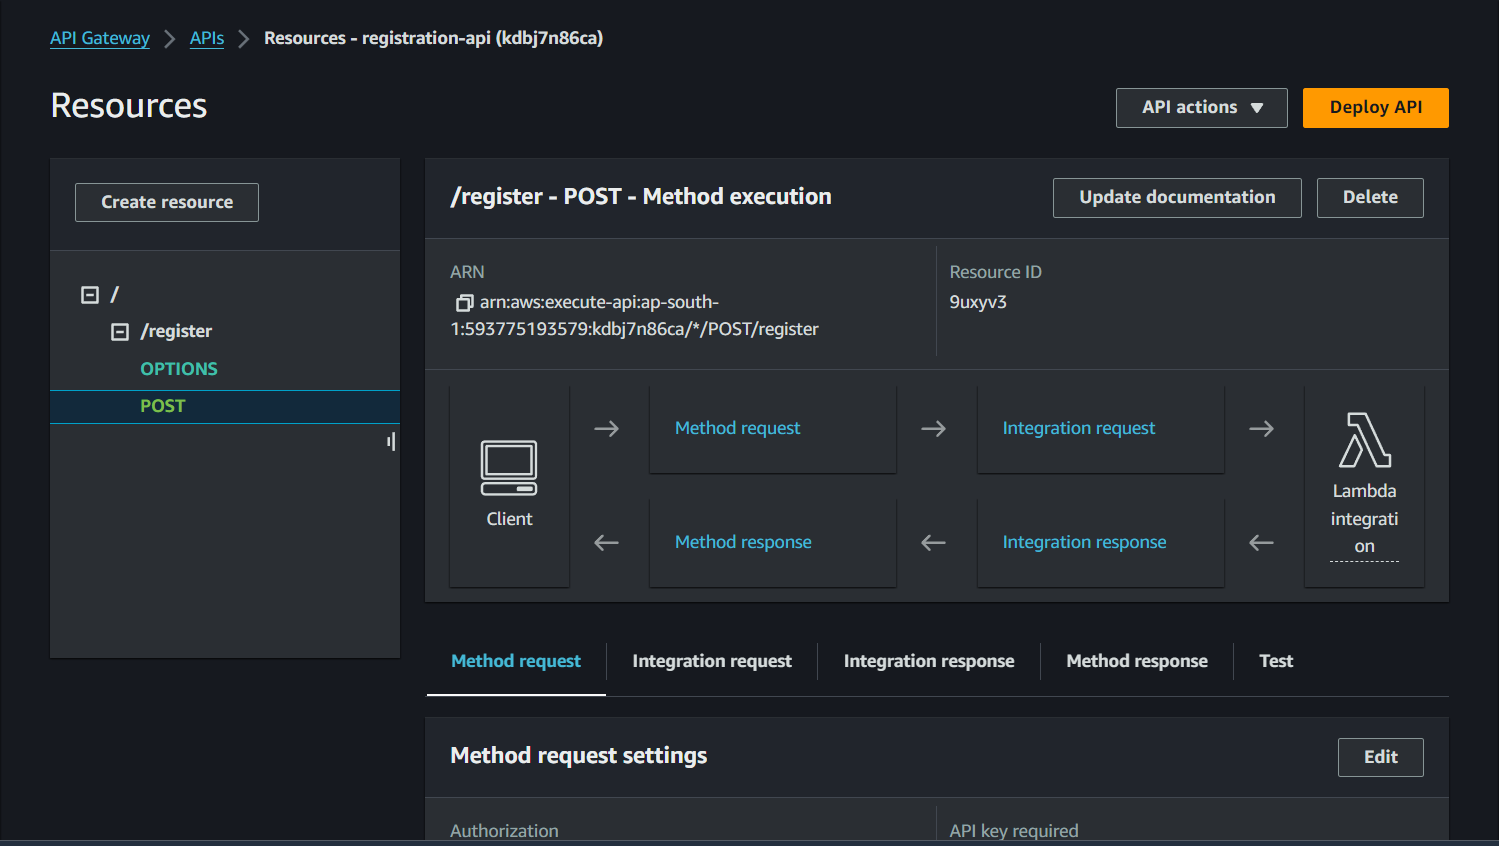 API Gateway
APIs
Resources - registration-api (kdbj7n86ca)
Resources
API actions
Deploy API
Create resource
/
/register
OPTIONS
POST
/register - POST - Method execution
Update documentation
Delete
ARN
arn:aws:execute-api:ap-south-
1:593775193579:kdbj7n86ca/*/POST/register
Resource ID
9uxyv3
Client
Method request
Integration request
Lambda
integrati
on
Method response
Integration response
Method request
Integration request
Integration response
Method response
Test
Method request settings
Edit
Authorization
API key required